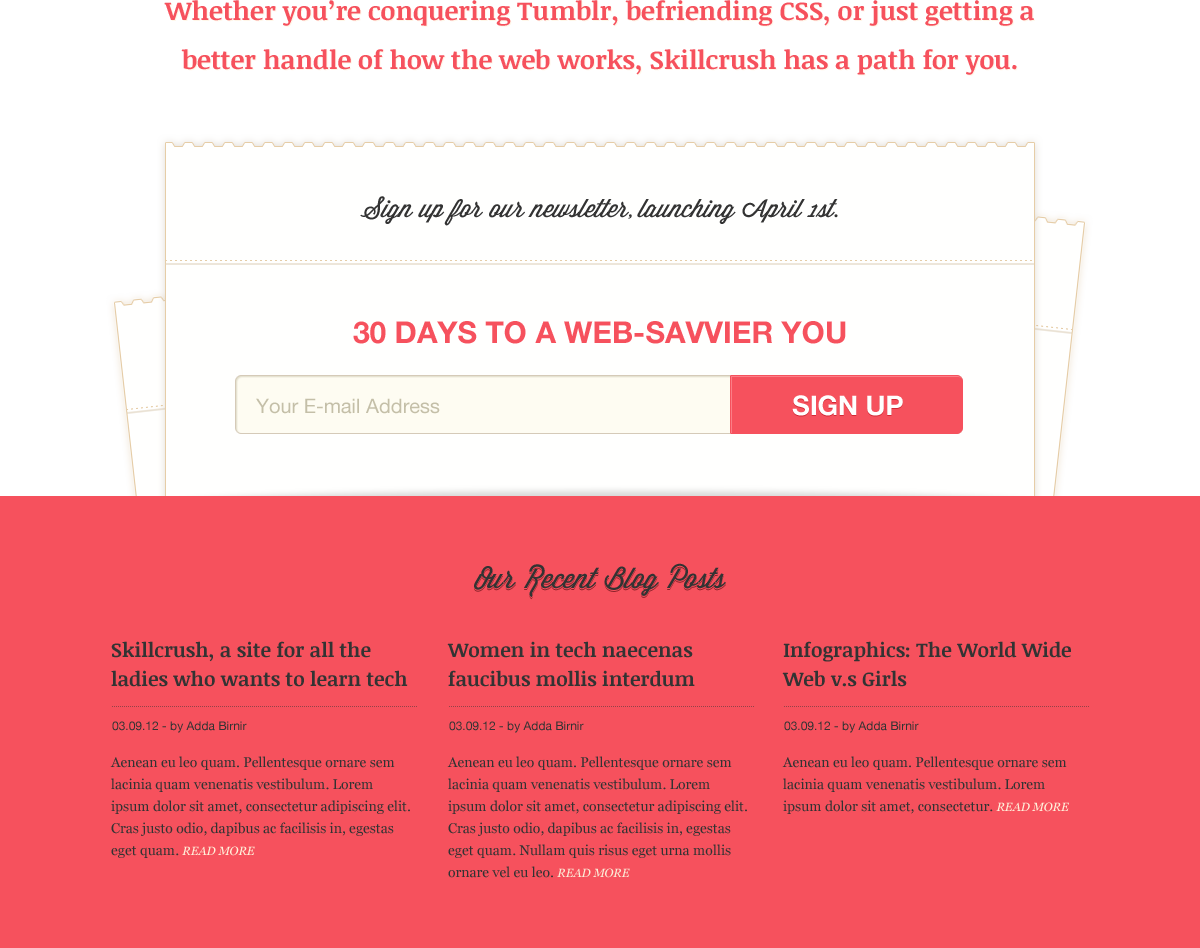 Whether you’re conquering Tumblr, befriending CSS, or just getting a
better handle of how the web works, Skillcrush has a path for you.
Sign up for our newsletter, launching April 1st.
30 DAYS TO A WEB-SAVVIER YOU
Your E-mail Address
SIGN UP
Our Recent Blog Posts
Skillcrush, a site for all the
ladies who wants to learn tech
03.09.12 - by Adda Birnir
Aenean eu leo quam. Pellentesque ornare sem
lacinia quam venenatis vestibulum. Lorem
ipsum dolor sit amet, consectetur adipiscing elit.
Cras justo odio, dapibus ac facilisis in, egestas
eget quam. READ MORE
Women in tech naecenas
faucibus mollis interdum
03.09.12 - by Adda Birnir
Aenean eu leo quam. Pellentesque ornare sem
lacinia quam venenatis vestibulum. Lorem
ipsum dolor sit amet, consectetur adipiscing elit.
Cras justo odio, dapibus ac facilisis in, egestas
eget quam. Nullam quis risus eget urna mollis
ornare vel eu leo. READ MORE
Infographics: The World Wide
Web v.s Girls
03.09.12 - by Adda Birnir
Aenean eu leo quam. Pellentesque ornare sem
lacinia quam venenatis vestibulum. Lorem
ipsum dolor sit amet, consectetur. READ MORE